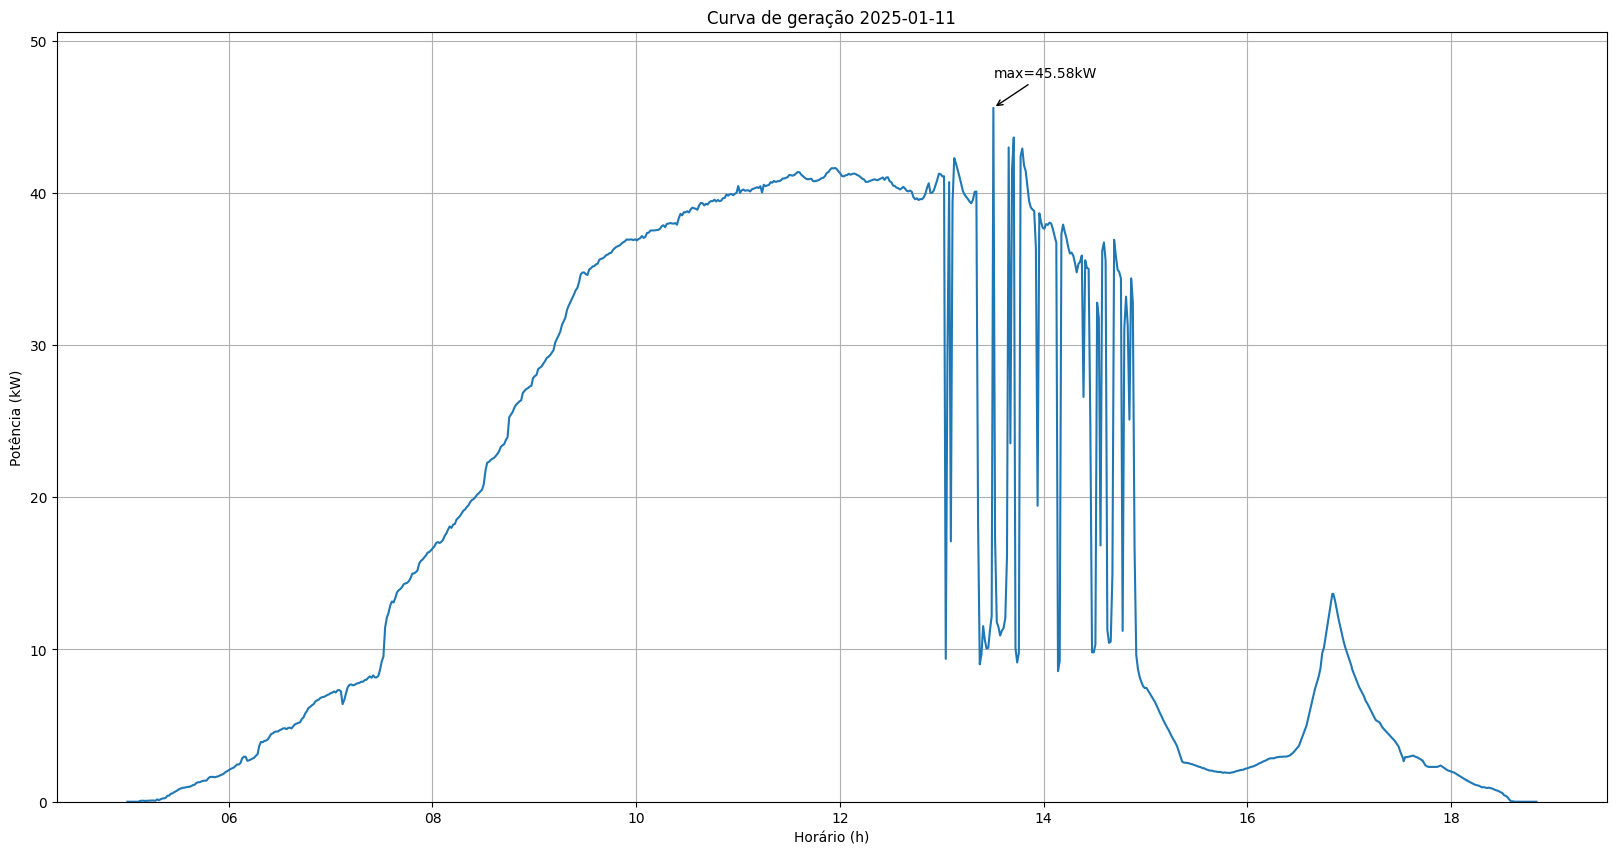 Curva de geração 2025-01-11
max=45.58kW
Potência (kW)
50
40
30
20
10
0
06 08 10 12 14 16 18
Horário (h)